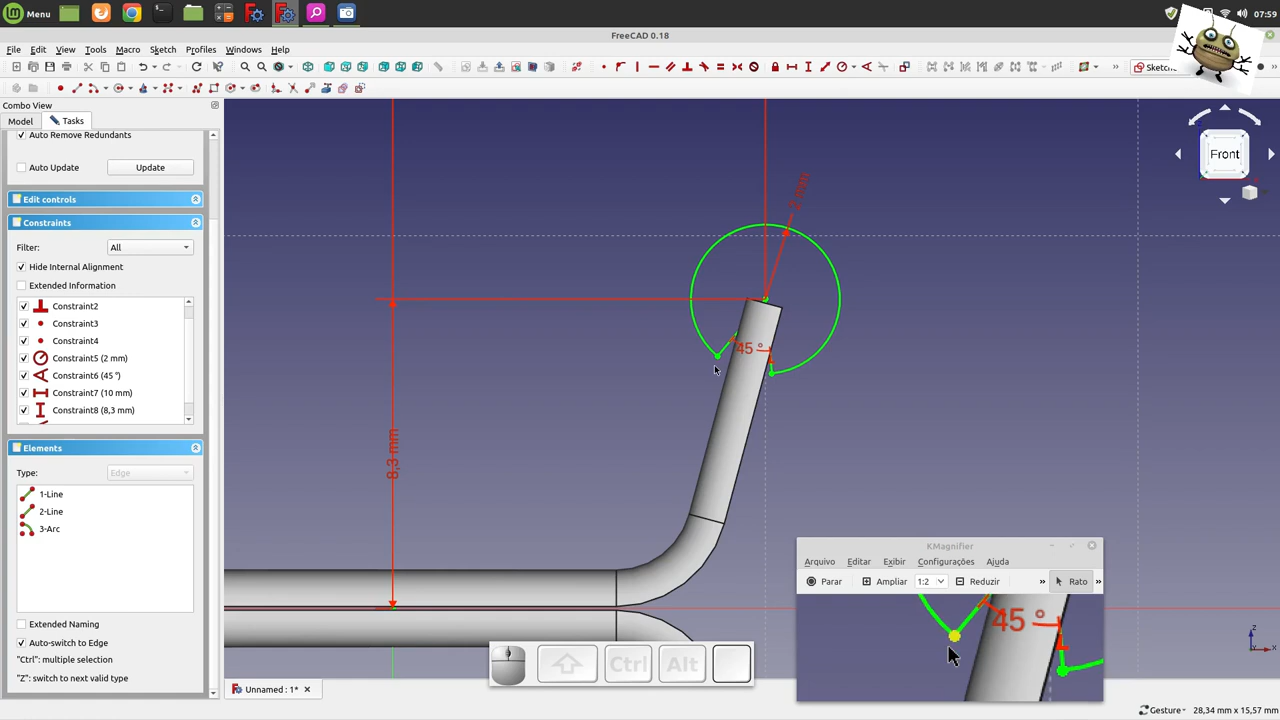 Menu
07:59
FreeCAD 0.18
File Edit View Tools Macro Sketch Profiles Windows Help
Combo View
Model Tasks
Auto Remove Redundants
Auto Update Update
Edit controls
Constraints
Filter: All
Hide Internal Alignment
Extended Information
Constraint2
Constraint3
Constraint4
Constraint5 (2 mm)
Constraint6 (45 °)
Constraint7 (10 mm)
Constraint8 (8,3 mm)
Elements
Type: Edge
1-Line
2-Line
3-Arc
Extended Naming
Auto-switch to Edge
"Ctrl": multiple selection
"Z": switch to next valid type
2 mm
45 °
8,3 mm
Front
Z
X
KMagnifier
Arquivo Editar Exibir Configurações Ajuda
Parar Ampliar 1:2 Reduzir » Rato »
45 °
Ctrl Alt
Unnamed : 1*
Gesture 28,34 mm x 15,57 mm